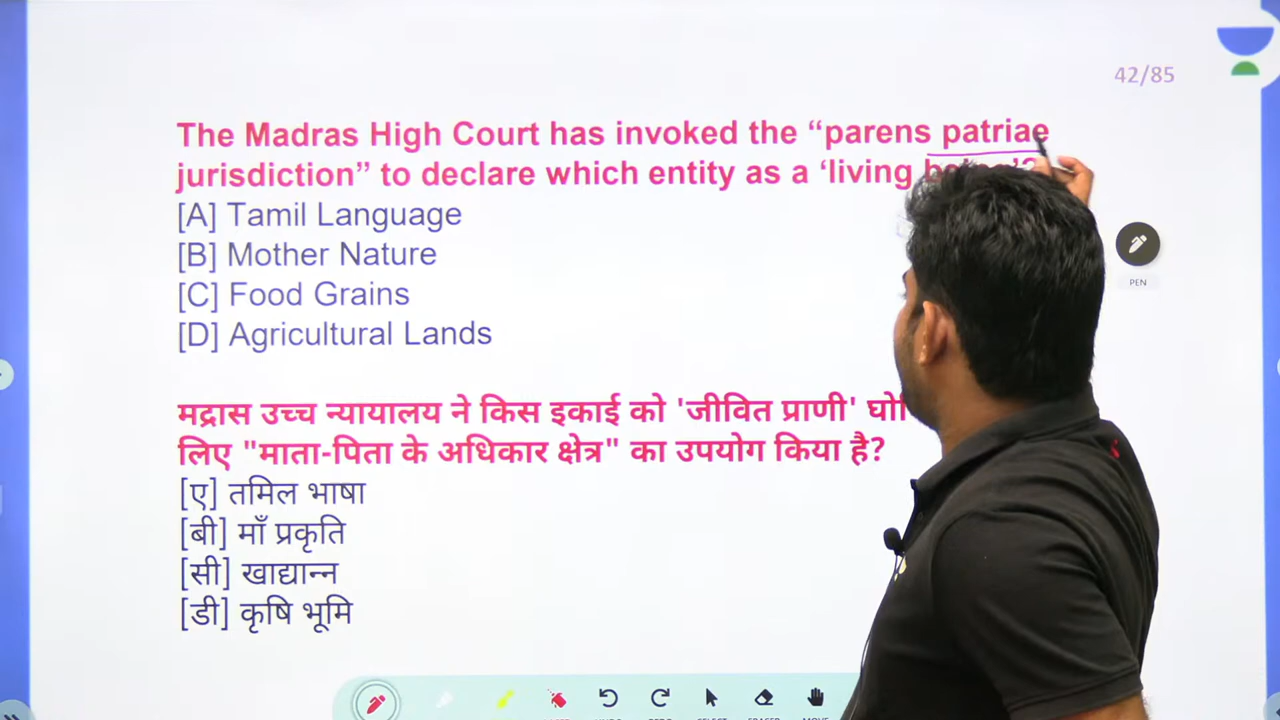 42/85
The Madras High Court has invoked the “parens patriae
jurisdiction” to declare which entity as a ‘living
[A] Tamil Language
[B] Mother Nature
[C] Food Grains
[D] Agricultural Lands
PEN
मद्रास उच्च न्यायालय ने किस इकाई को 'जीवित प्राणी'
लिए "माता-पिता के अधिकार क्षेत्र" का उपयोग किया है?
[ए] तमिल भाषा
[बी] माँ प्रकृति
[सी] खाद्यान्न
[डी] कृषि भूमि